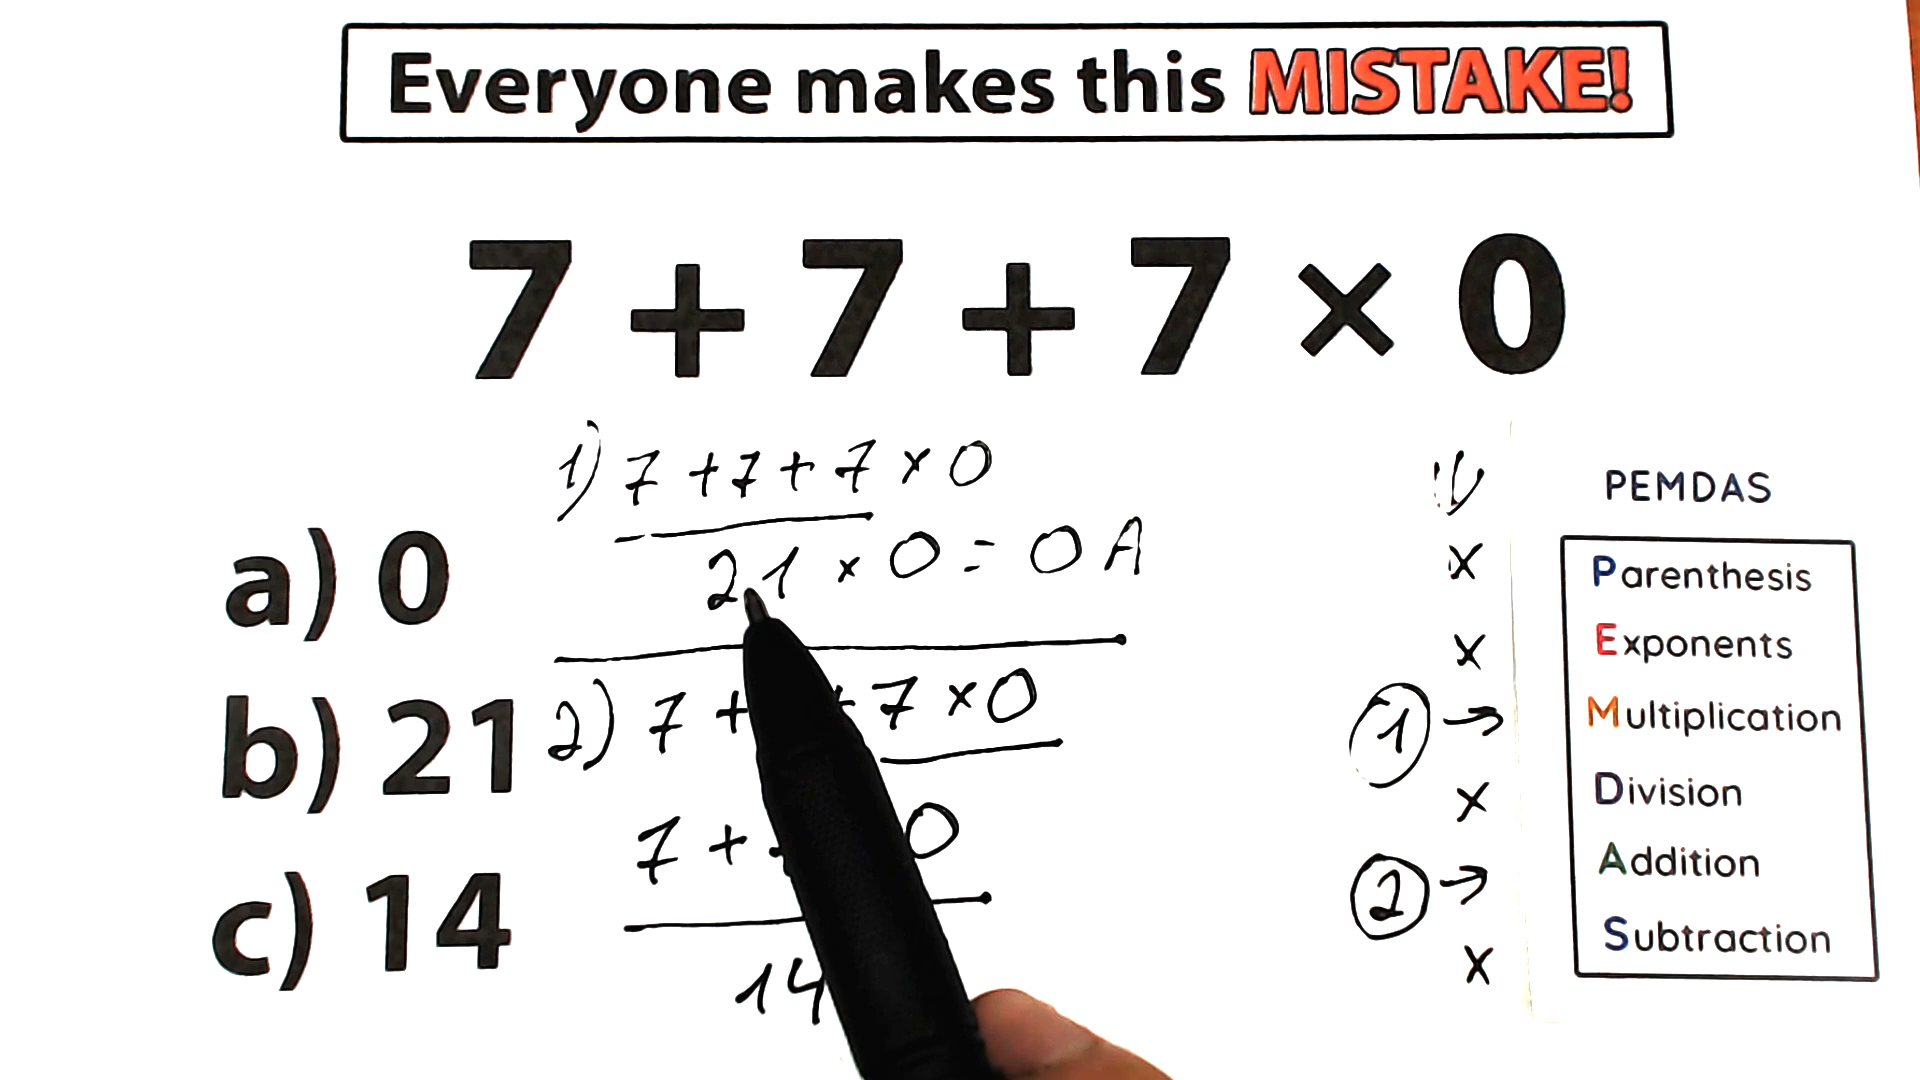 Everyone makes this MISTAKE!
7 + 7 + 7 × 0
a) 0
b) 21
c) 14
1) 7 + 7 + 7 × 0
21 × 0 = 0 A
2) 7 + + 7 × 0
7 + 0
14
x
x
1 →
x
2 →
x
PEMDAS
Parenthesis
Exponents
Multiplication
Division
Addition
Subtraction